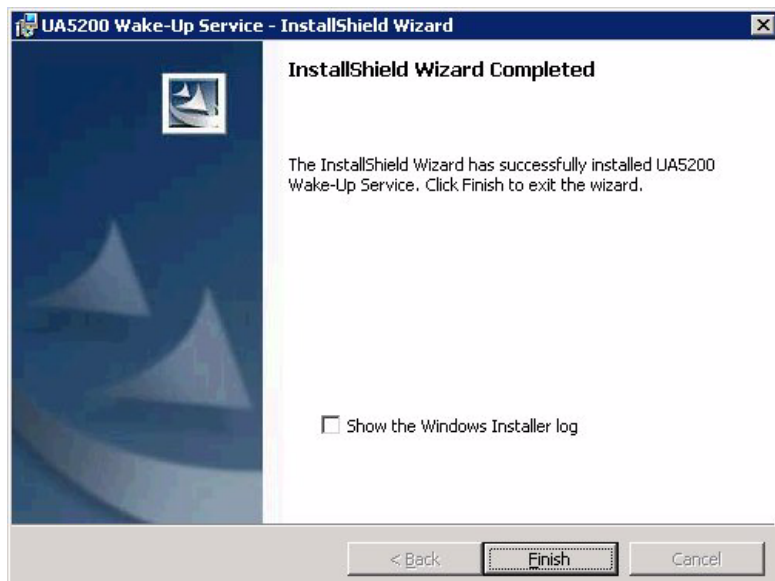 UA5200 Wake-Up Service - InstallShield Wizard
InstallShield Wizard Completed
The InstallShield Wizard has successfully installed UA5200
Wake-Up Service. Click Finish to exit the wizard.
Show the Windows Installer log
< Back Finish Cancel